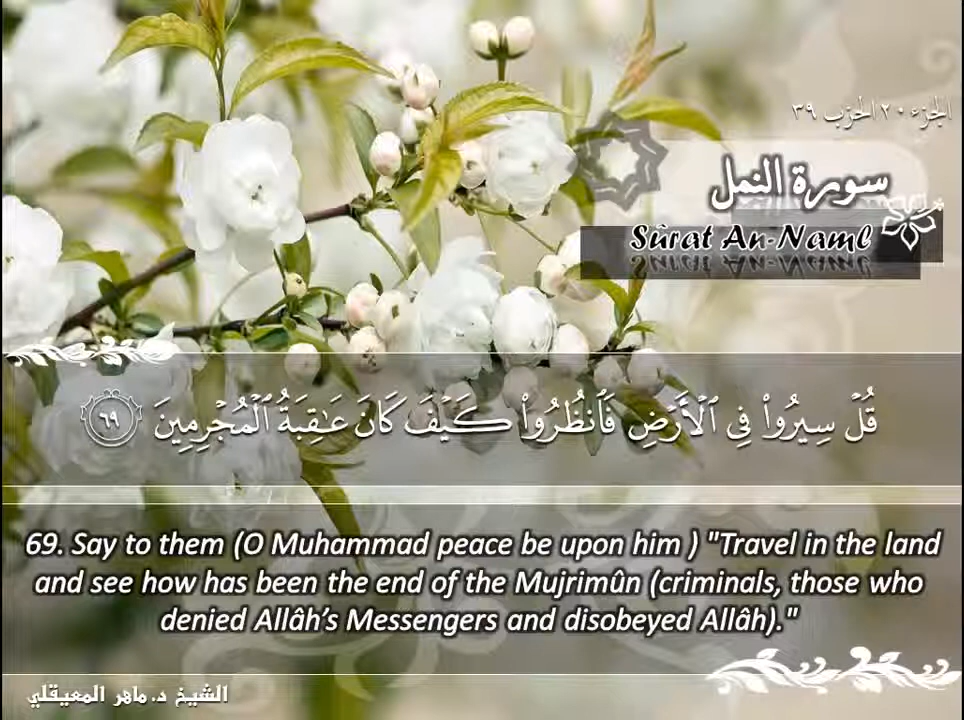 الجزء ٢٠ الحزب ٣٩
سورة النمل
Sûrat An-Naml
قُلْ سِيرُوا۟ فِى ٱلْأَرْضِ فَٱنظُرُوا۟ كَيْفَ كَانَ عَـٰقِبَةُ ٱلْمُجْرِمِينَ ٦٩
69. Say to them (O Muhammad peace be upon him ) "Travel in the land
and see how has been the end of the Mujrimûn (criminals, those who
denied Allâh’s Messengers and disobeyed Allâh)."
الشيخ د. ماهر المعيقلي